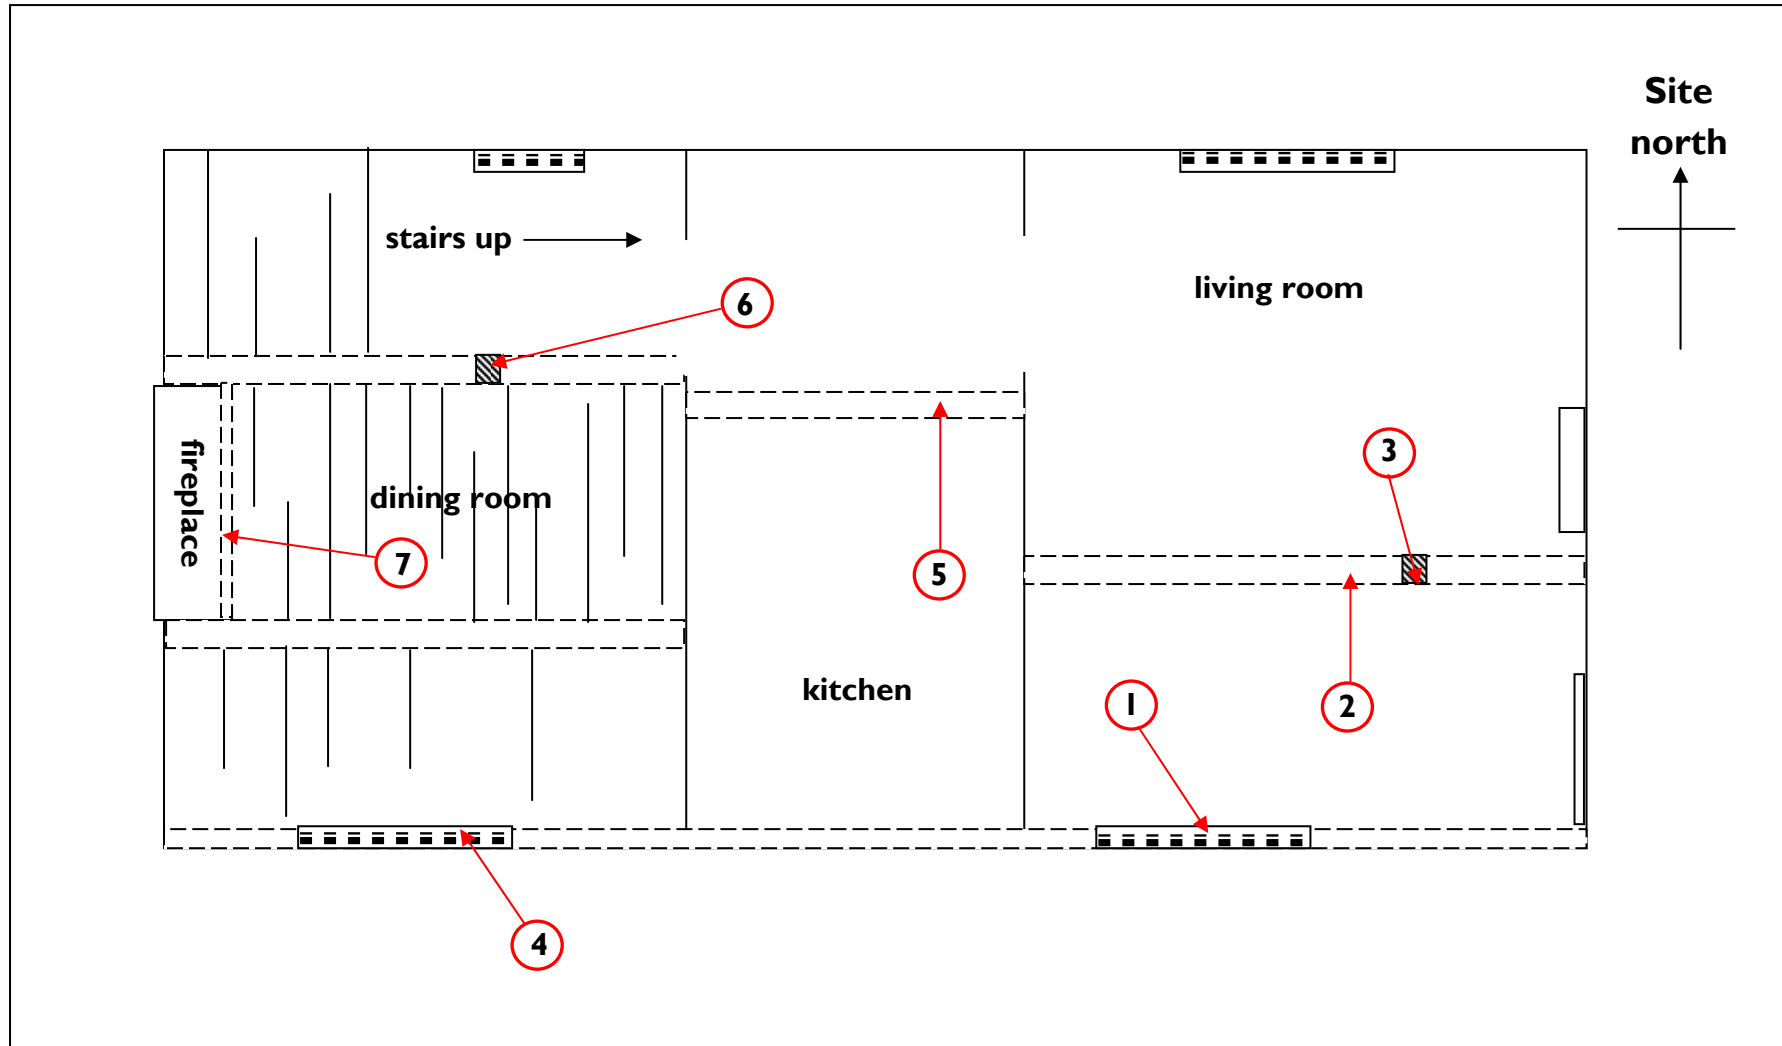 Site
north
stairs up
6
living room
fireplace
dining room
3
7
5
kitchen
1
2
4